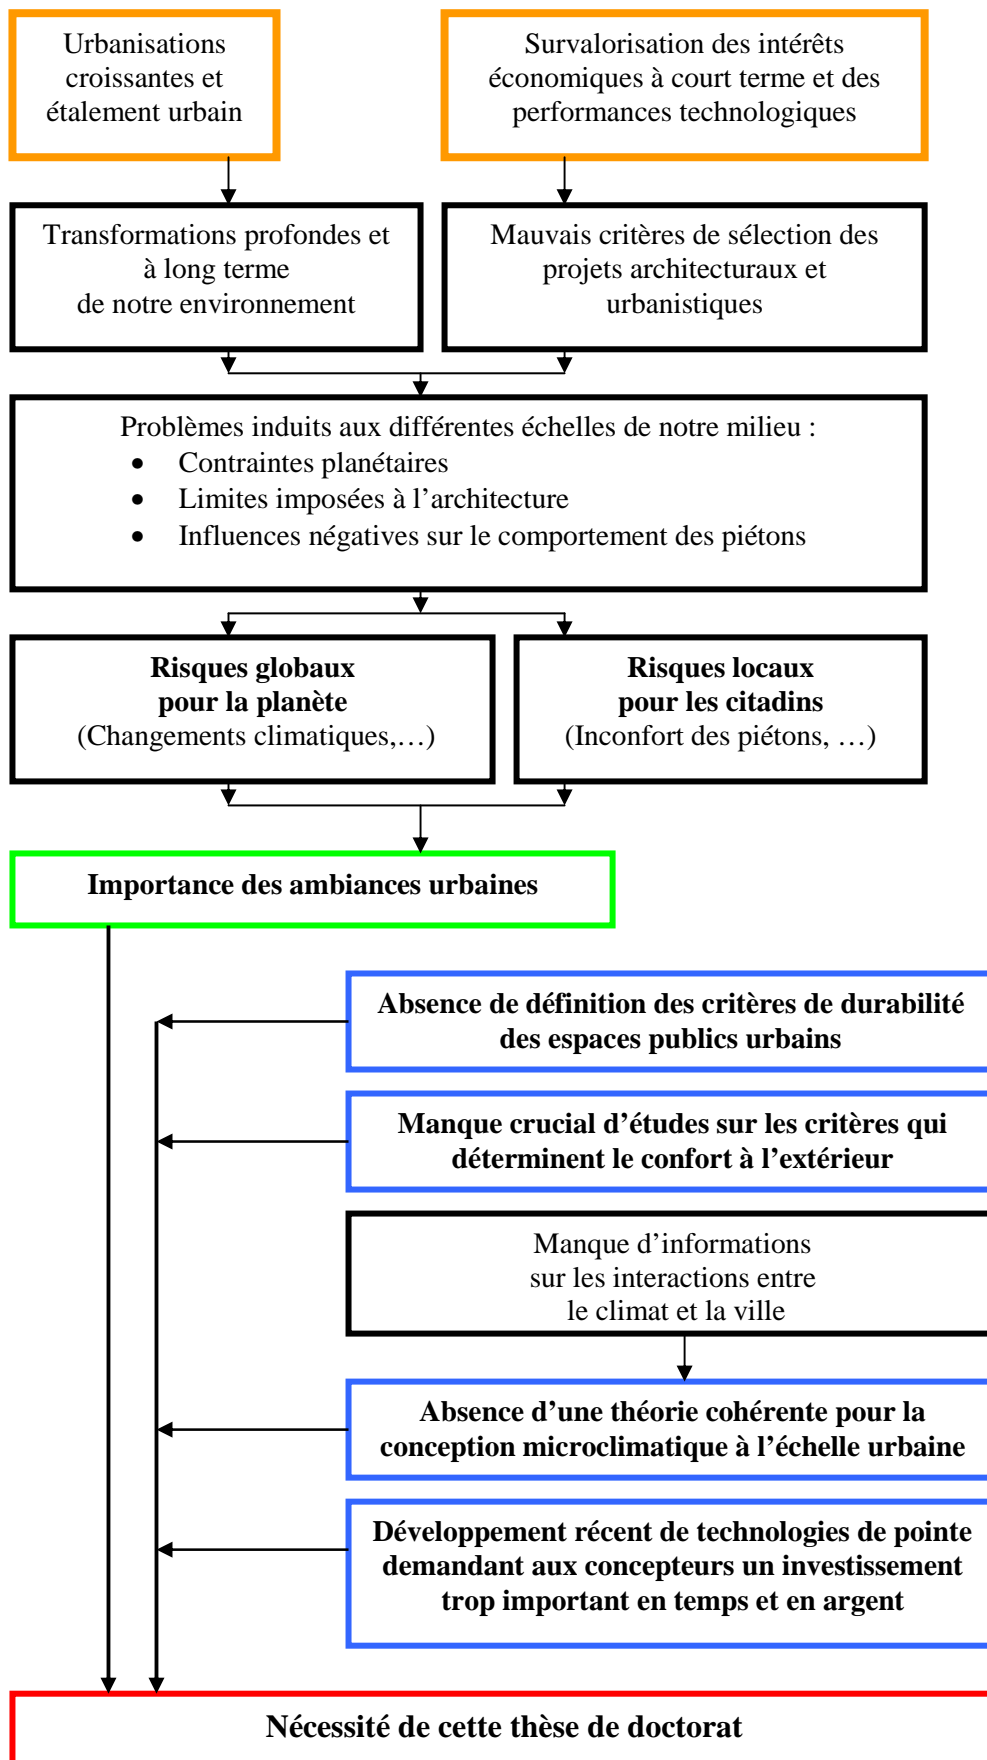 Urbanisations
croissantes et
étalement urbain
Survalorisation des intérêts
économiques à court terme et des
performances technologiques
Transformations profondes et
à long terme
de notre environnement
Mauvais critères de sélection des
projets architecturaux et
urbanistiques
Problèmes induits aux différentes échelles de notre milieu :
• Contraintes planétaires
• Limites imposées à l’architecture
• Influences négatives sur le comportement des piétons
Risques globaux
pour la planète
(Changements climatiques,…)
Risques locaux
pour les citadins
(Inconfort des piétons, …)
Importance des ambiances urbaines
Absence de définition des critères de durabilité
des espaces publics urbains
Manque crucial d’études sur les critères qui
déterminent le confort à l’extérieur
Manque d’informations
sur les interactions entre
le climat et la ville
Absence d’une théorie cohérente pour la
conception microclimatique à l’échelle urbaine
Développement récent de technologies de pointe
demandant aux concepteurs un investissement
trop important en temps et en argent
Nécessité de cette thèse de doctorat